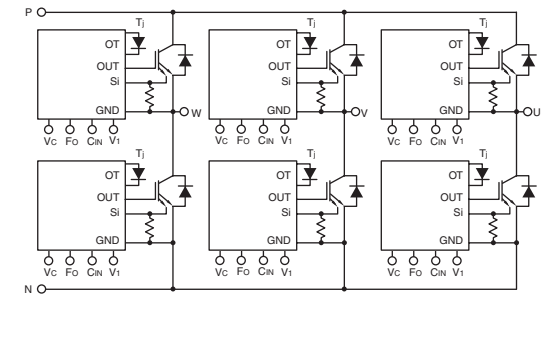 P
Tj Tj Tj
OT OT OT
OUT OUT OUT
Si Si Si
GND W GND V GND U
VC FO CIN V1 VC FO CIN V1 VC FO CIN V1
Tj Tj Tj
OT OT OT
OUT OUT OUT
Si Si Si
GND GND GND
VC FO CIN V1 VC FO CIN V1 VC FO CIN V1
N